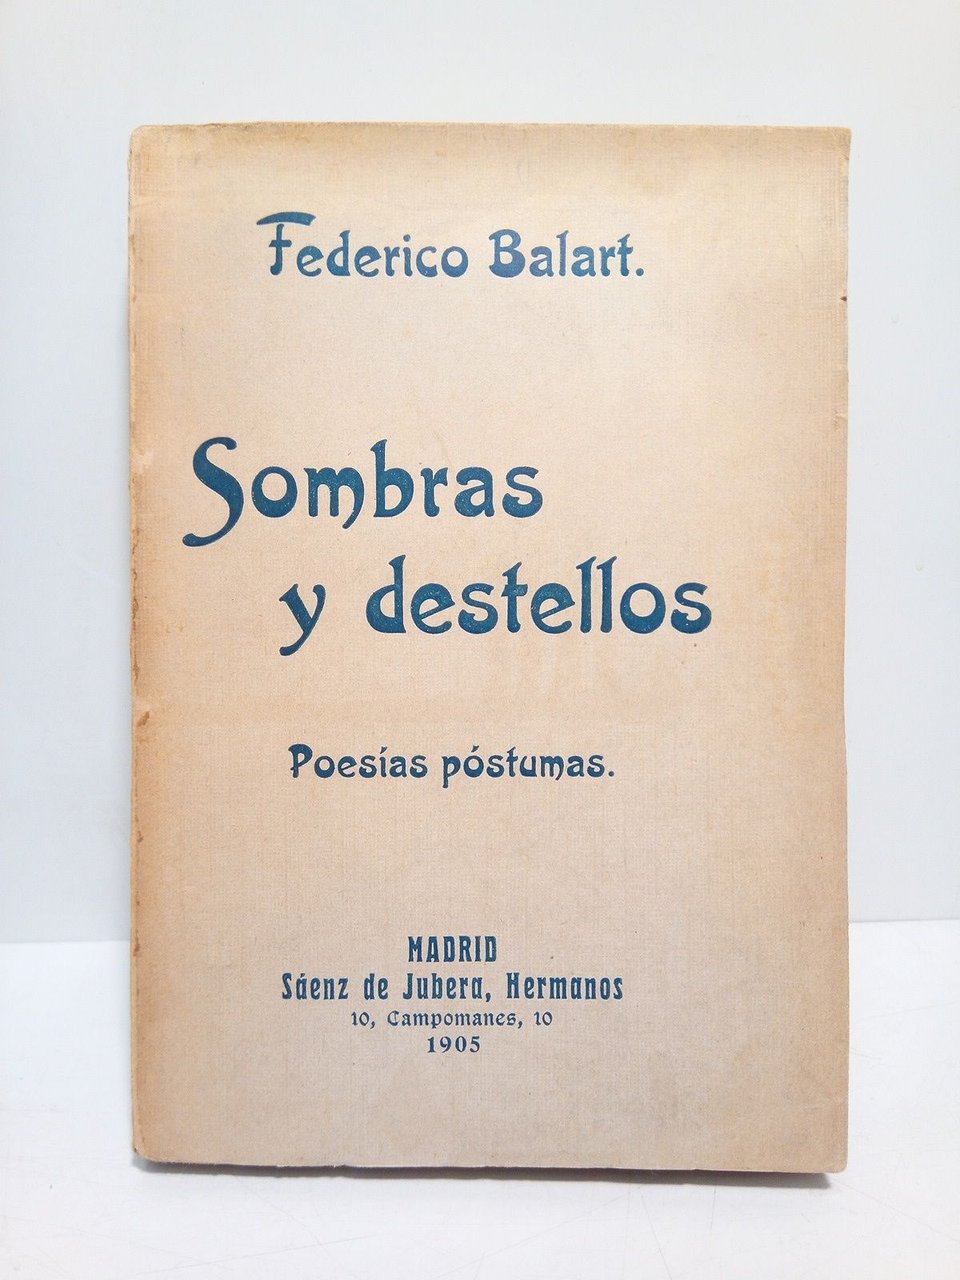 Federico Balart.
Sombras
y destellos
Poesías póstumas.
MADRID
Sáenz de Jubera, Hermanos
10, Campomanes, 10
1905